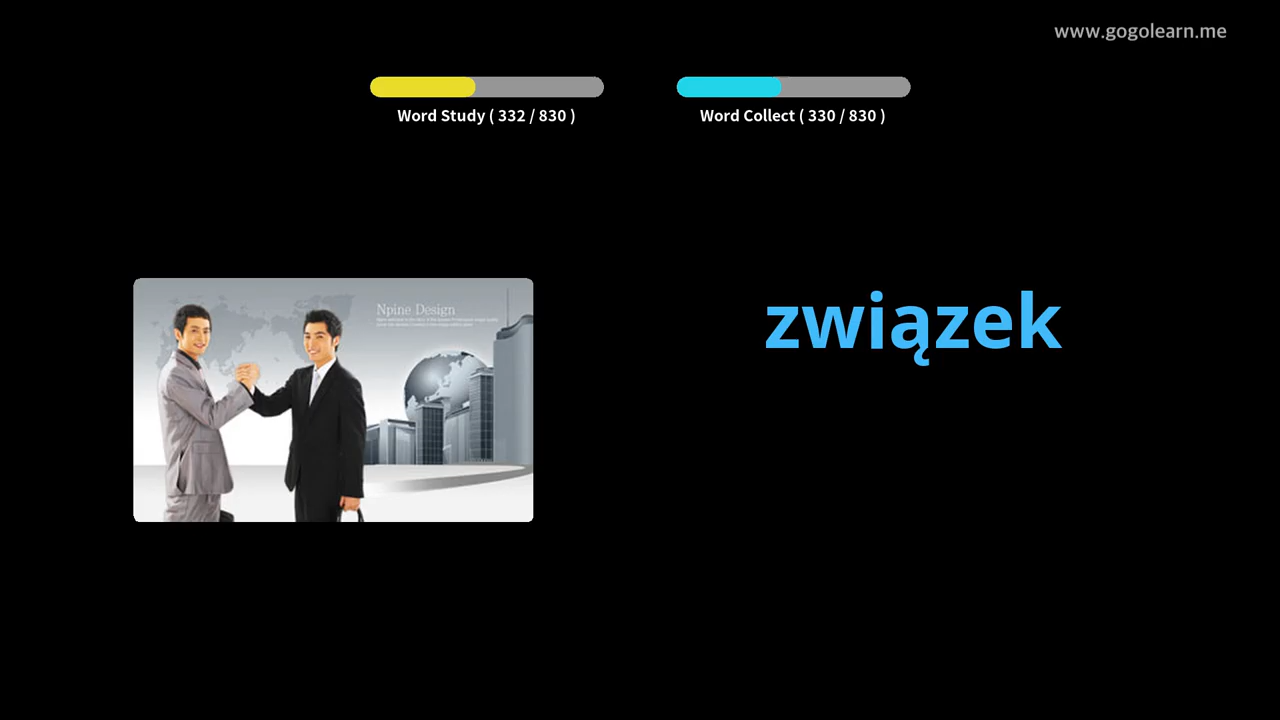 www.gogolearn.me
Word Study ( 332 / 830 )
Word Collect ( 330 / 830 )
Npine Design
związek